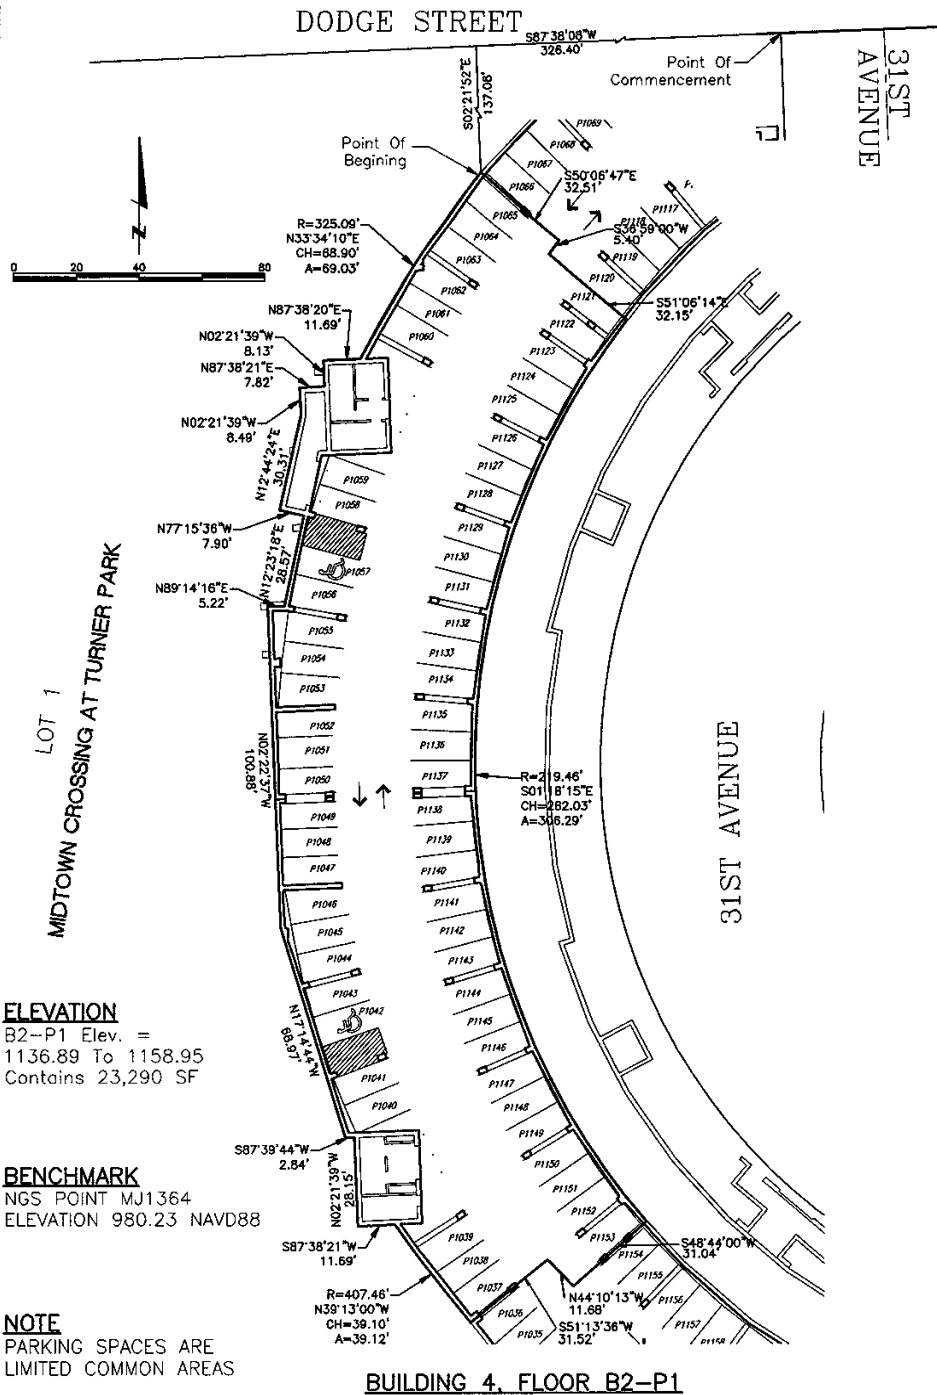 DODGE STREET
S87°38'08"W
326.40'
Point Of
Commencement
31ST
AVENUE
S02°21'52"E
137.06'
Point Of
Begining
P1069
P1068
P1067
P1066
P1065
P1064
P1063
P1062
P1061
P1060
S50°06'47"E
32.51'
P.
P1117
P1118
S36°59'00"W
5.40'
P1119
P1120
P1121
P1122
S51°06'14"E
32.15'
R=325.09'
N33°34'10"E
CH=68.90'
A=69.03'
N
0 20 40 80
N87°38'20"E
11.69'
N02°21'39"W
8.13'
N87°38'21"E
7.82'
N02°21'39"W
8.49'
N12°44'24"E
30.31'
N77°15'36"W
7.90'
N12°23'18"E
28.57'
N89°14'16"E
5.22'
P1059
P1058
P1057
P1056
P1055
P1054
P1053
P1052
P1051
P1050
P1049
P1048
P1047
P1046
P1045
P1044
P1043
P1042
P1041
P1040
P1123
P1124
P1125
P1126
P1127
P1128
P1129
P1130
P1131
P1132
P1133
P1134
P1135
P1136
P1137
P1138
P1139
P1140
P1141
P1142
P1143
P1144
P1145
P1146
P1147
P1148
P1149
P1150
P1151
P1152
P1153
P1154
P1155
P1156
P1157
P1158
LOT 1
MIDTOWN CROSSING AT TURNER PARK
N02°22'37"W
100.88'
R=219.46'
S01°18'15"E
CH=282.03'
A=306.29'
31ST AVENUE
N17°14'44"W
68.97'
ELEVATION
B2-P1 Elev. =
1136.89 To 1158.95
Contains 23,290 SF
S87°39'44"W
2.84'
N02°21'39"W
28.15'
BENCHMARK
NGS POINT MJ1364
ELEVATION 980.23 NAVD88
S87°38'21"W
11.69'
P1039
P1038
P1037
P1036
P1035
R=407.46'
N39°13'00"W
CH=39.10'
A=39.12'
S48°44'00"W
31.04'
N44°10'13"W
11.68'
S51°13'36"W
31.52'
NOTE
PARKING SPACES ARE
LIMITED COMMON AREAS
BUILDING 4, FLOOR B2-P1